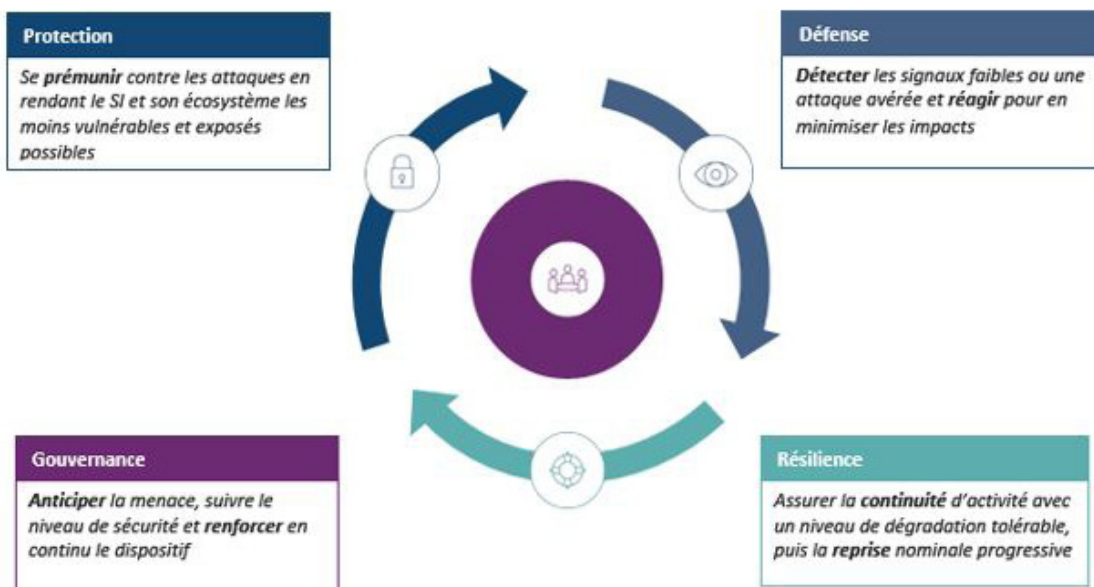 Protection
Se prémunir contre les attaques en
rendant le SI et son écosystème les
moins vulnérables et exposés
possibles
Défense
Détecter les signaux faibles ou une
attaque avérée et réagir pour en
minimiser les impacts
Gouvernance
Anticiper la menace, suivre le
niveau de sécurité et renforcer en
continu le dispositif
Résilience
Assurer la continuité d'activité avec
un niveau de dégradation tolérable,
puis la reprise nominale progressive